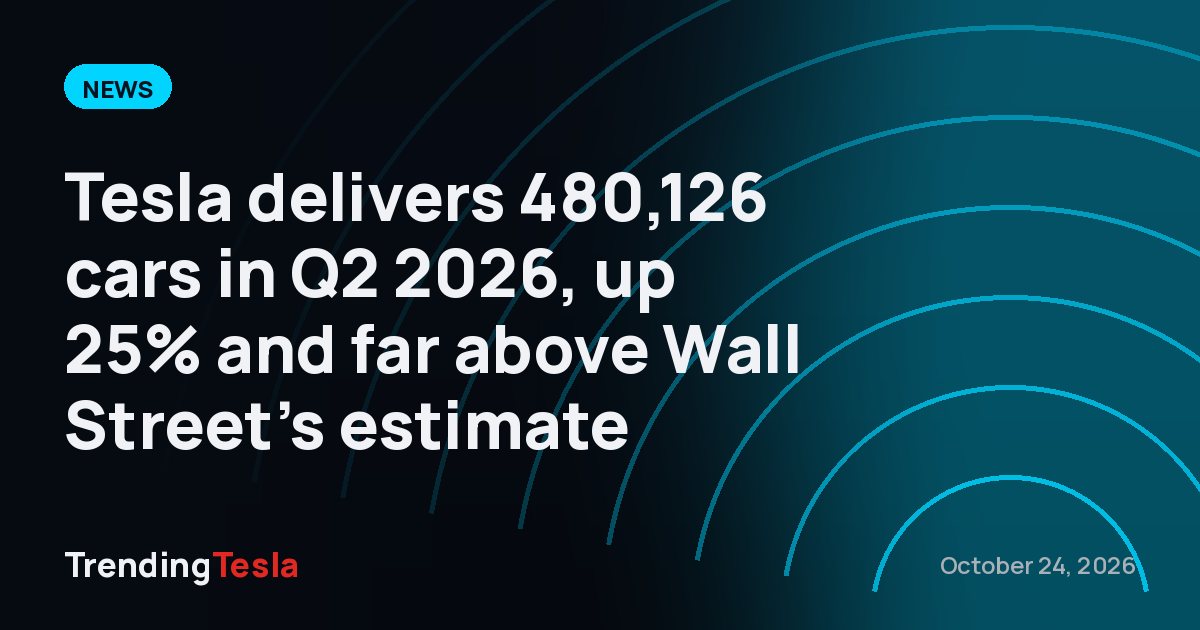 NEWS
Tesla delivers 480,126
cars in Q2 2026, up
25% and far above Wall
Street’s estimate
TrendingTesla
October 24, 2026